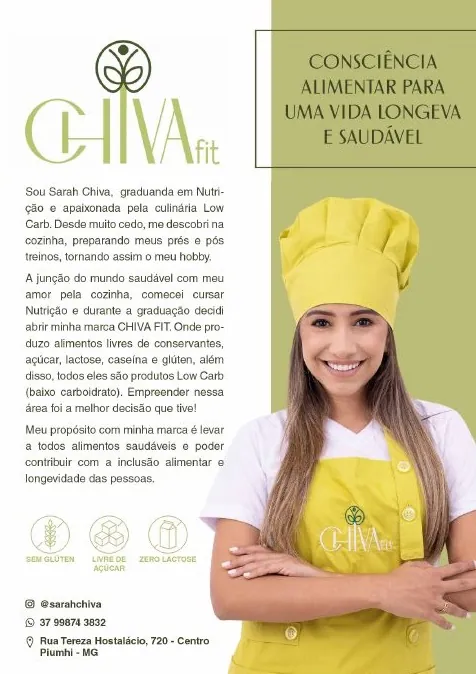 CHIVA fit
CONSCIÊNCIA
ALIMENTAR PARA
UMA VIDA LONGEVA
E SAUDÁVEL
Sou Sarah Chiva, graduanda em Nutri-
ção e apaixonada pela culinária Low
Carb. Desde muito cedo, me descobri na
cozinha, preparando meus prés e pós
treinos, tornando assim o meu hobby.
A junção do mundo saudável com meu
amor pela cozinha, comecei cursar
Nutrição e durante a graduação decidi
abrir minha marca CHIVA FIT. Onde pro-
duzo alimentos livres de conservantes,
açúcar, lactose, caseína e glúten, além
disso, todos eles são produtos Low Carb
(baixo carboidrato). Empreender nessa
área foi a melhor decisão que tive!
Meu propósito com minha marca é levar
a todos alimentos saudáveis e poder
contribuir com a inclusão alimentar e
longevidade das pessoas.
SEM GLÚTEN
LIVRE DE
AÇÚCAR
ZERO LACTOSE
@sarahchiva
37 99874 3832
Rua Tereza Hostalácio, 720 - Centro
Piumhi - MG
CHIVA fit